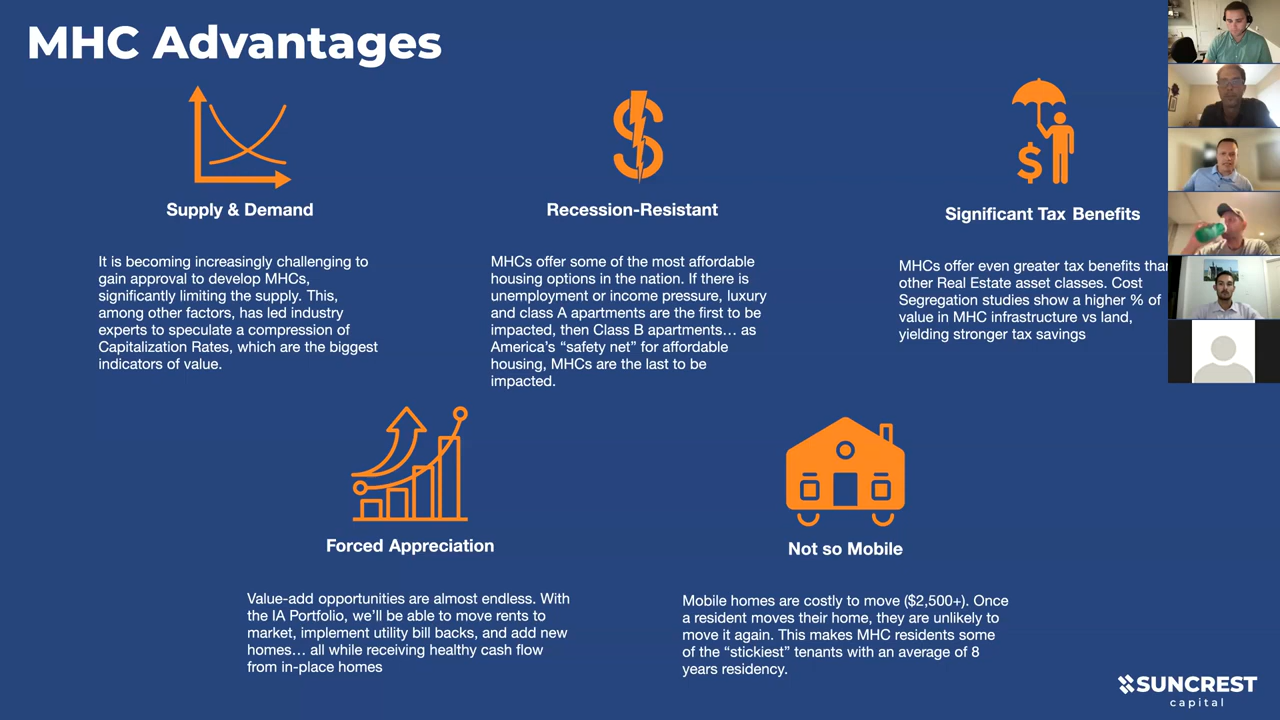 MHC Advantages
Supply & Demand
It is becoming increasingly challenging to
gain approval to develop MHCs,
significantly limiting the supply. This,
among other factors, has led industry
experts to speculate a compression of
Capitalization Rates, which are the biggest
indicators of value.
Recession-Resistant
MHCs offer some of the most affordable
housing options in the nation. If there is
unemployment or income pressure, luxury
and class A apartments are the first to be
impacted, then Class B apartments… as
America's “safety net” for affordable
housing, MHCs are the last to be
impacted.
Significant Tax Benefits
MHCs offer even greater tax benefits than
other Real Estate asset classes. Cost
Segregation studies show a higher % of
value in MHC infrastructure vs land,
yielding stronger tax savings
Forced Appreciation
Value-add opportunities are almost endless. With
the IA Portfolio, we'll be able to move rents to
market, implement utility bill backs, and add new
homes… all while receiving healthy cash flow
from in-place homes
Not so Mobile
Mobile homes are costly to move ($2,500+). Once
a resident moves their home, they are unlikely to
move it again. This makes MHC residents some
of the “stickiest” tenants with an average of 8
years residency.
SUNCREST
capital